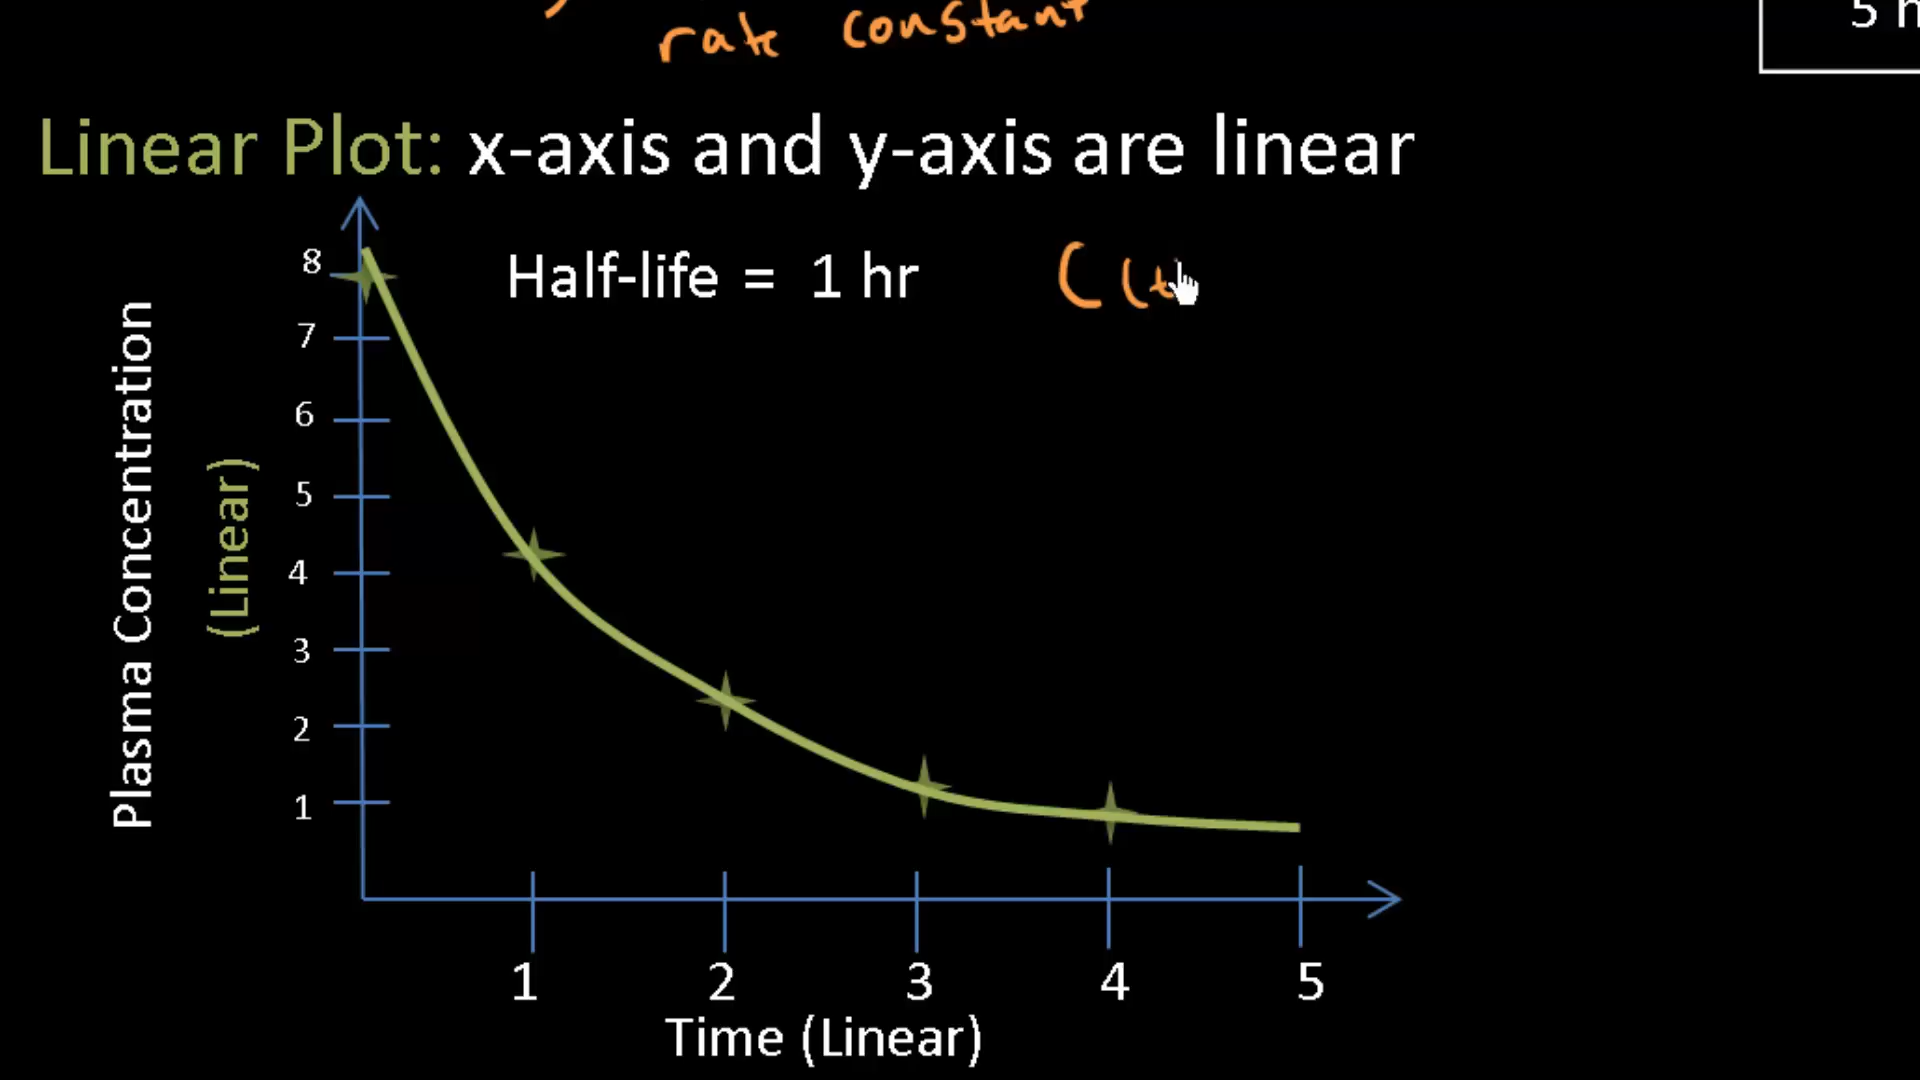 rate constant
5 h
Linear Plot: x-axis and y-axis are linear
Half-life = 1 hr
C(t
Plasma Concentration
(Linear)
8
7
6
5
4
3
2
1
1 2 3 4 5
Time (Linear)